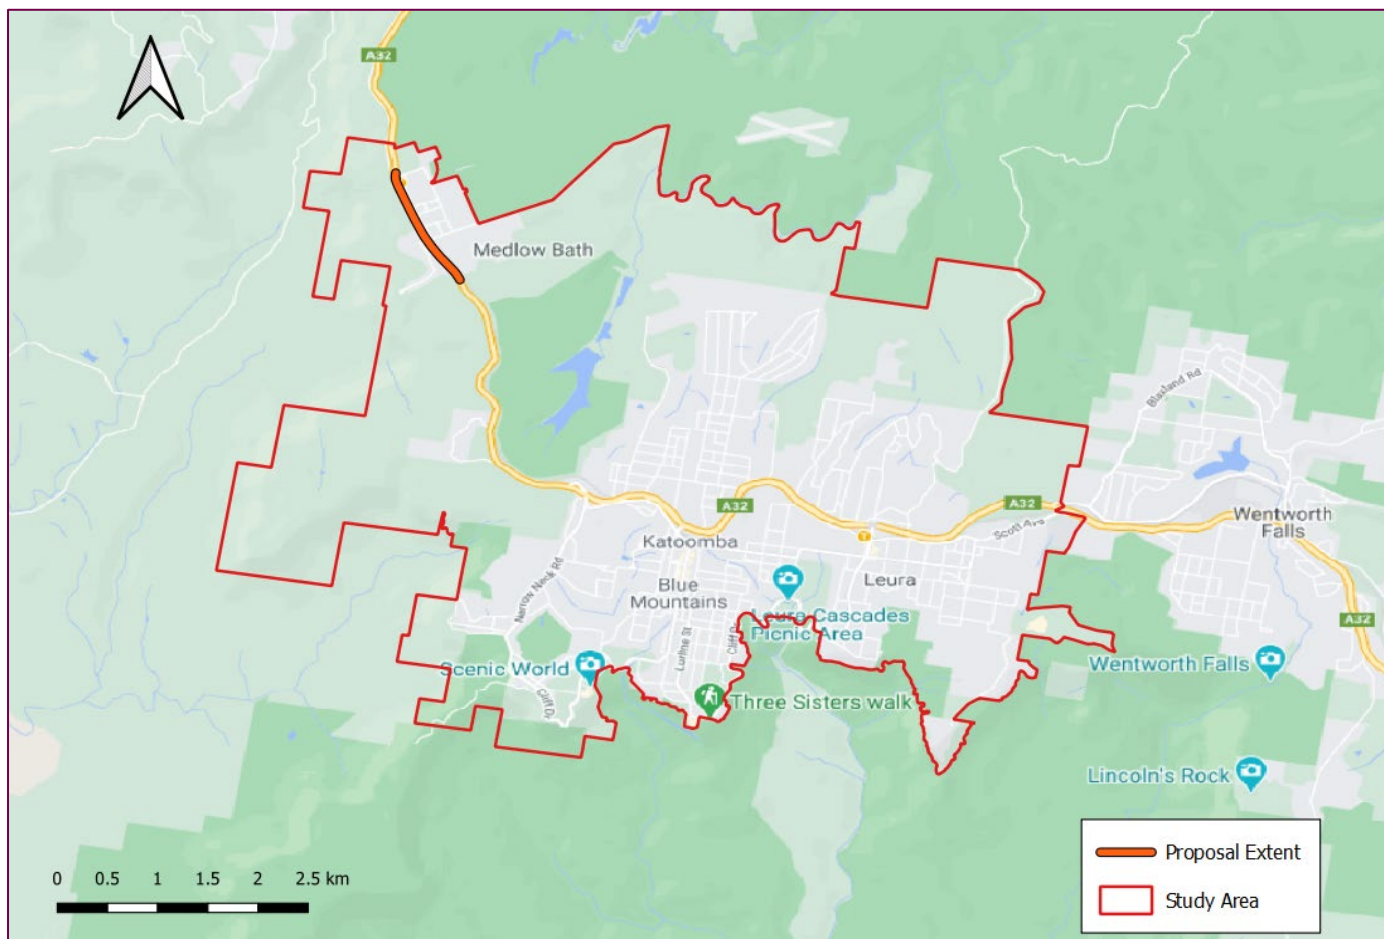 A32
Medlow Bath
Blaxland Rd
A32
A32
Scott Ave
Wentworth
Falls
Katoomba
T
Leura
Narrow Neck Rd
Blue
Mountains
Leura Cascades
Picnic Area
A32
Lurline St
Cliff Dr
Scenic World
Wentworth Falls
Cliff Dr
Three Sisters walk
Lincoln's Rock
Proposal Extent
Study Area
0 0.5 1 1.5 2 2.5 km